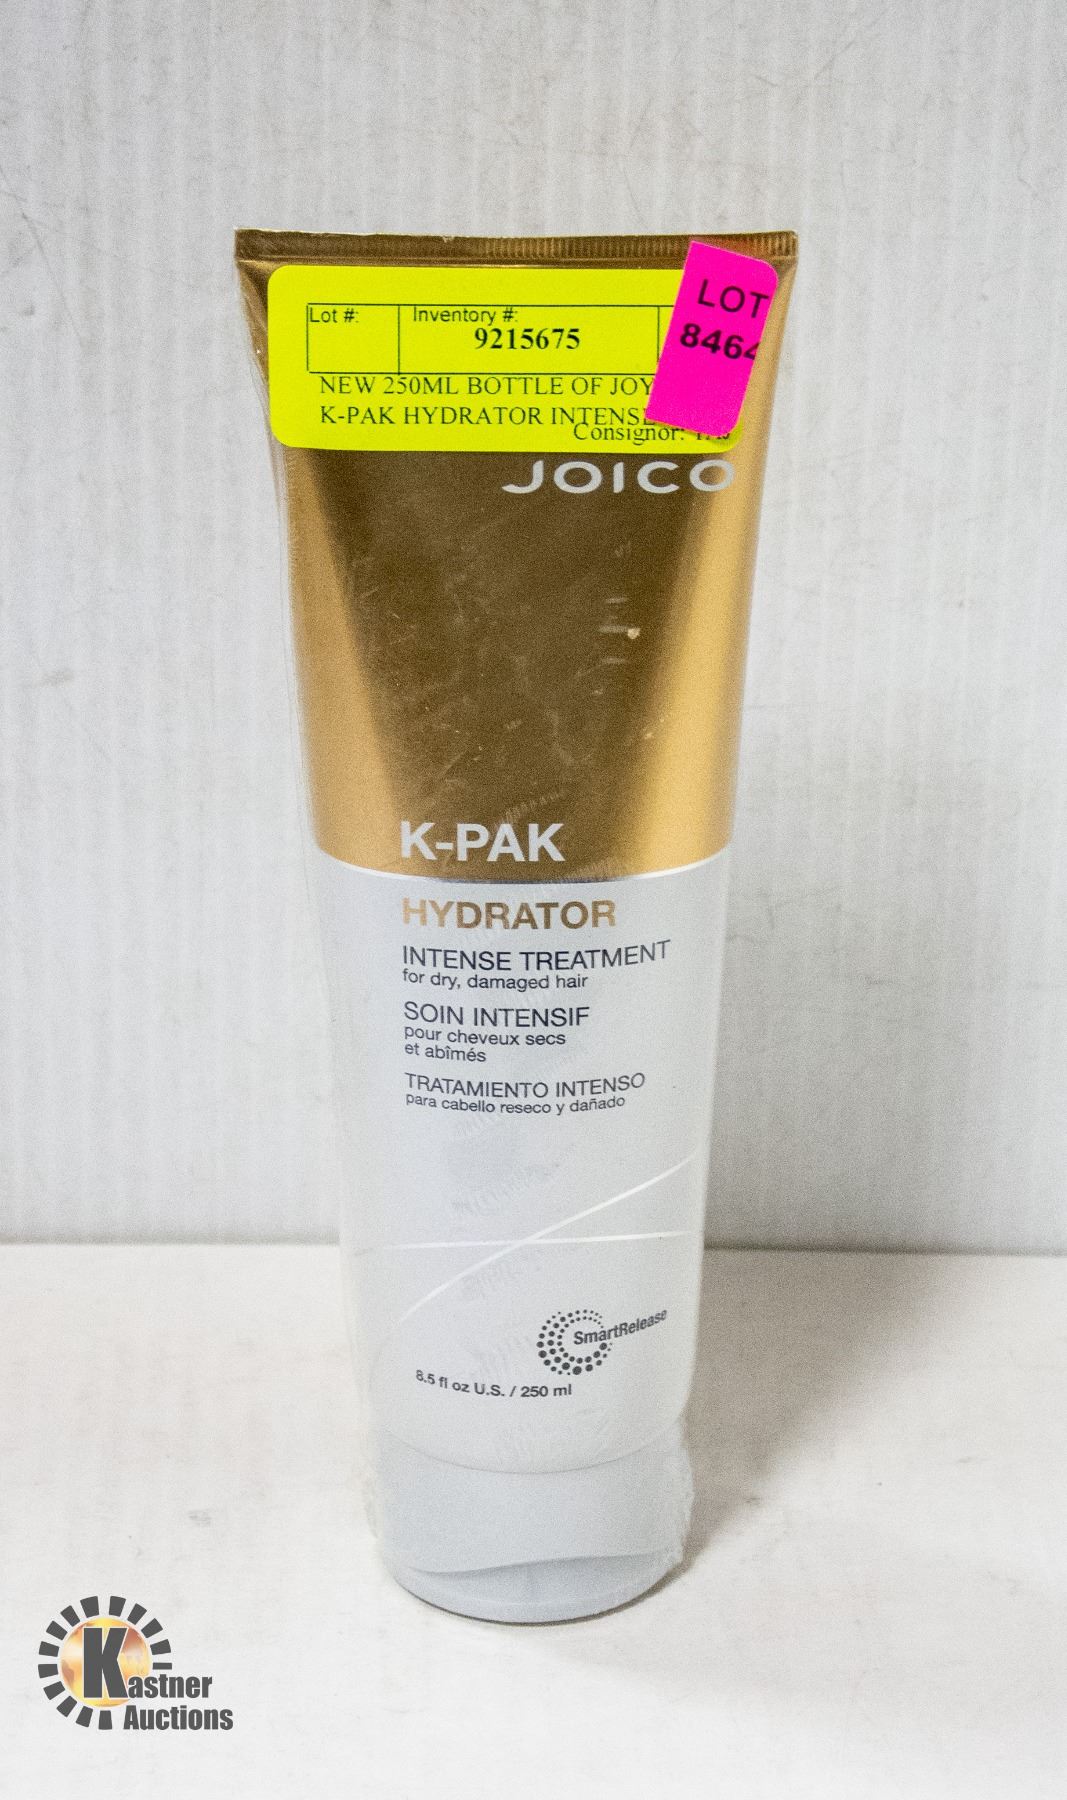 Lot #:
Inventory #:
9215675
LOT
8464
NEW 250ML BOTTLE OF JOY
K-PAK HYDRATOR INTENSE
Consignor:
JOICO
K-PAK
HYDRATOR
INTENSE TREATMENT
for dry, damaged hair
SOIN INTENSIF
pour cheveux secs
et abîmés
TRATAMIENTO INTENSO
para cabello reseco y dañado
SmartRelease
8.5 fl oz U.S. / 250 ml
Kastner
Auctions